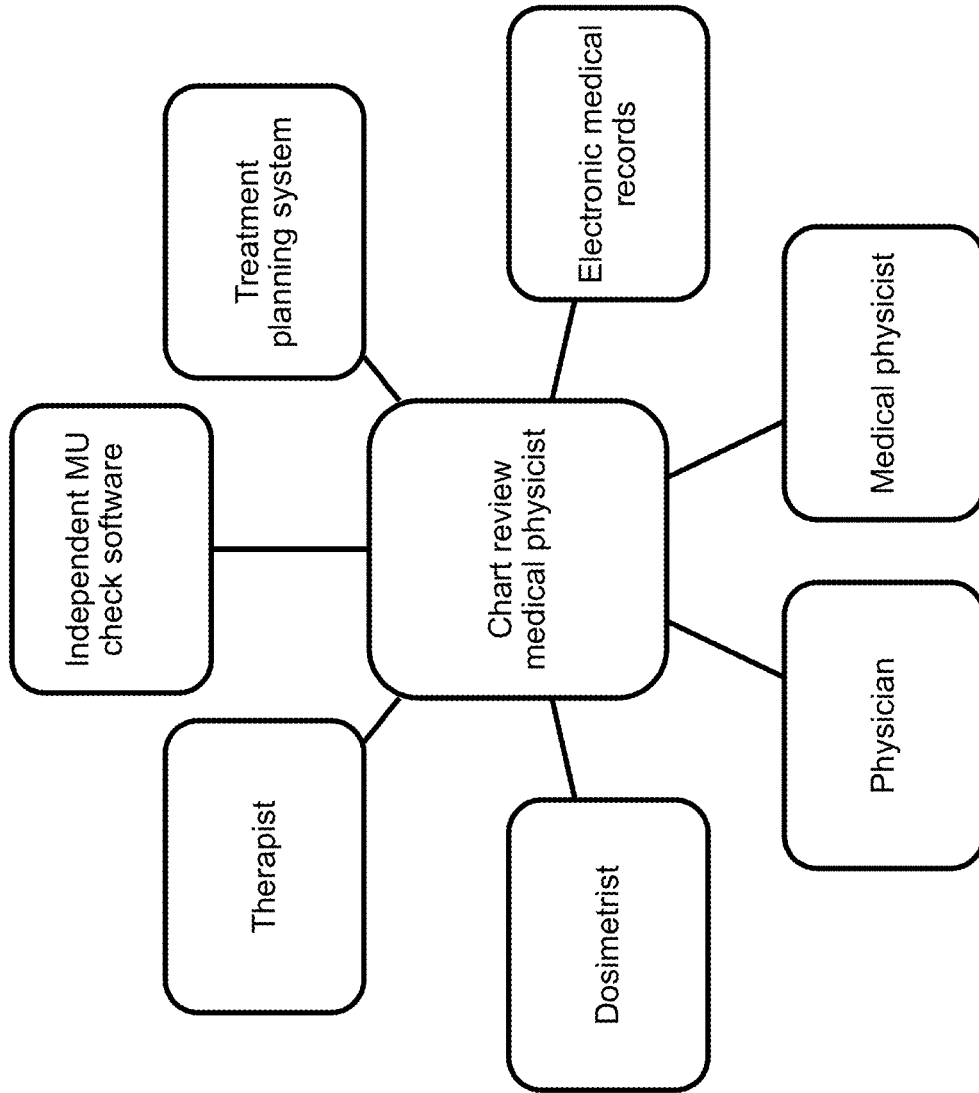 Independent MU
check software
Therapist
Treatment
planning system
Chart review
medical physicist
Dosimetrist
Electronic medical
records
Physician
Medical physicist